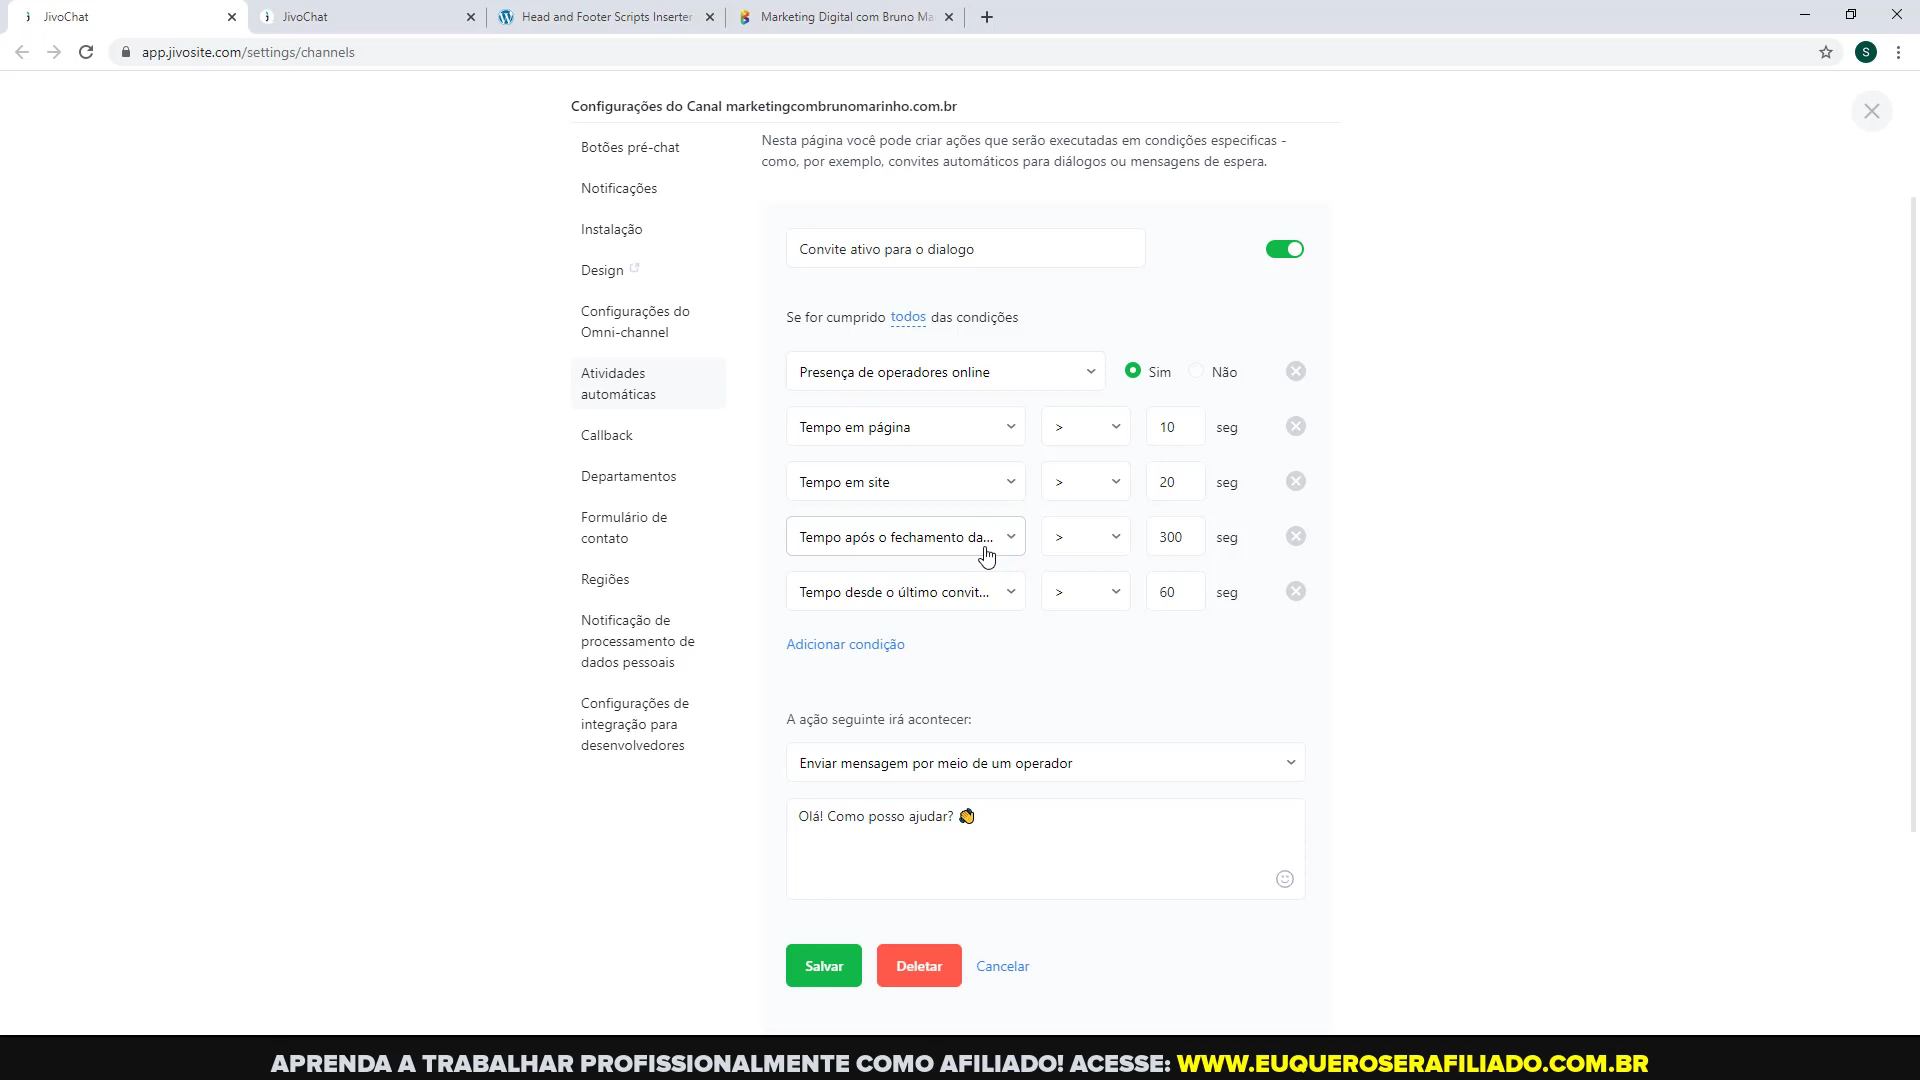 JivoChat
JivoChat
Head and Footer Scripts Inserter
Marketing Digital com Bruno Ma
app.jivosite.com/settings/channels
S
Configurações do Canal marketingcombrunomarinho.com.br
Botões pré-chat
Notificações
Instalação
Design
Configurações do
Omni-channel
Atividades
automáticas
Callback
Departamentos
Formulário de
contato
Regiões
Notificação de
processamento de
dados pessoais
Configurações de
integração para
desenvolvedores
Nesta página você pode criar ações que serão executadas em condições especificas -
como, por exemplo, convites automáticos para diálogos ou mensagens de espera.
Convite ativo para o dialogo
Se for cumprido todos das condições
Presença de operadores online Sim Não
Tempo em página > 10 seg
Tempo em site > 20 seg
Tempo após o fechamento da... > 300 seg
Tempo desde o último convit... > 60 seg
Adicionar condição
A ação seguinte irá acontecer:
Enviar mensagem por meio de um operador
Olá! Como posso ajudar? 👏
Salvar Deletar Cancelar
APRENDA A TRABALHAR PROFISSIONALMENTE COMO AFILIADO! ACESSE: WWW.EUQUEROSERAFILIADO.COM.BR